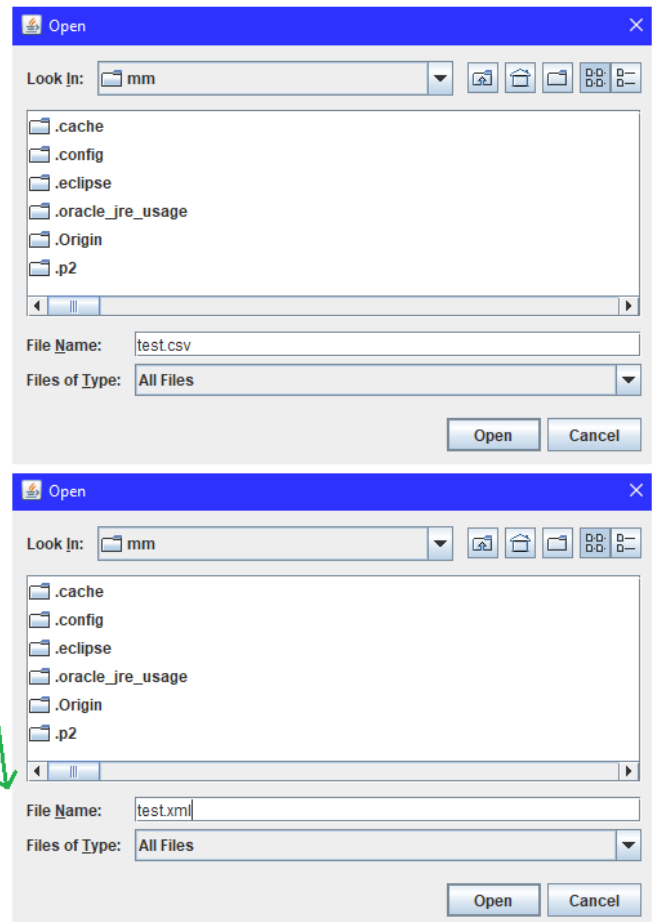 Open
Look In: mm
.cache
.config
.eclipse
.oracle_jre_usage
.Origin
.p2
File Name: test.csv
Files of Type: All Files
Open Cancel
Open
Look In: mm
.cache
.config
.eclipse
.oracle_jre_usage
.Origin
.p2
File Name: test.xml
Files of Type: All Files
Open Cancel